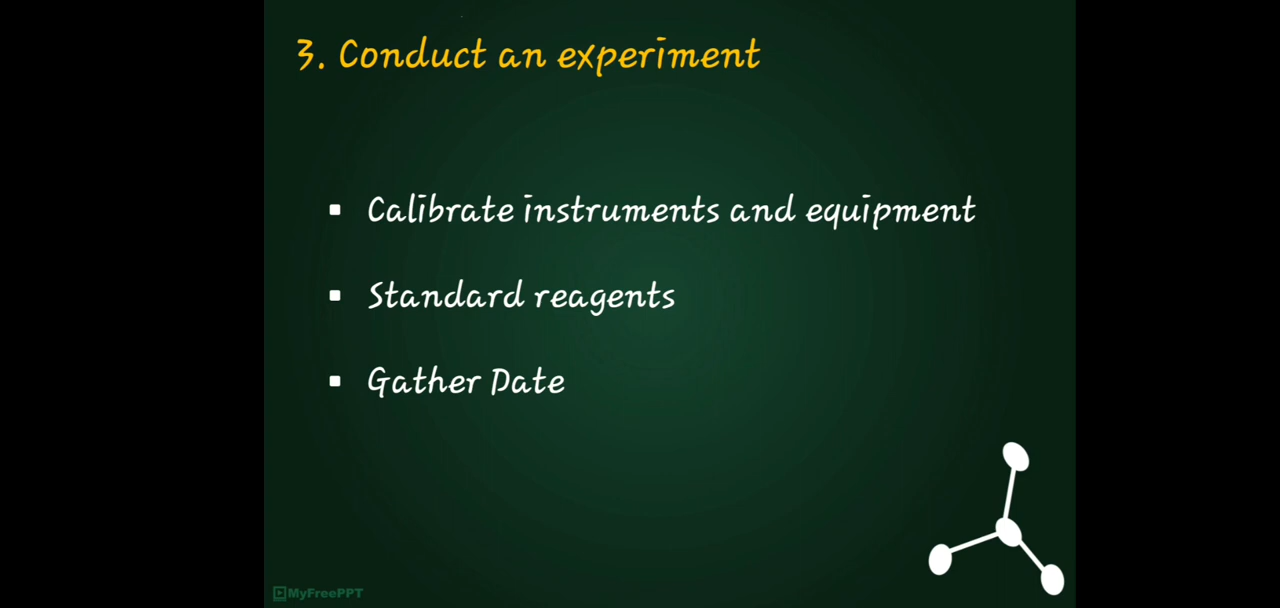 3. Conduct an experiment
▪ Calibrate instruments and equipment
▪ Standard reagents
▪ Gather Date
MyFreePPT